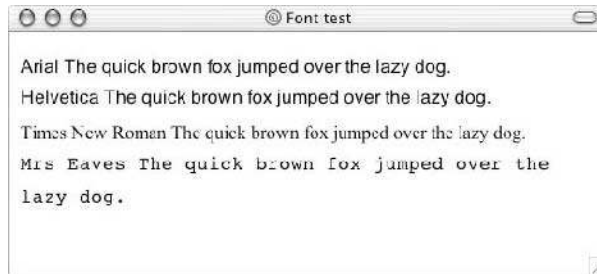 Font test
Arial The quick brown fox jumped over the lazy dog.
Helvetica The quick brown fox jumped over the lazy dog.
Times New Roman The quick brown fox jumped over the lazy dog.
Mrs Eaves The quick brown fox jumped over the
lazy dog.